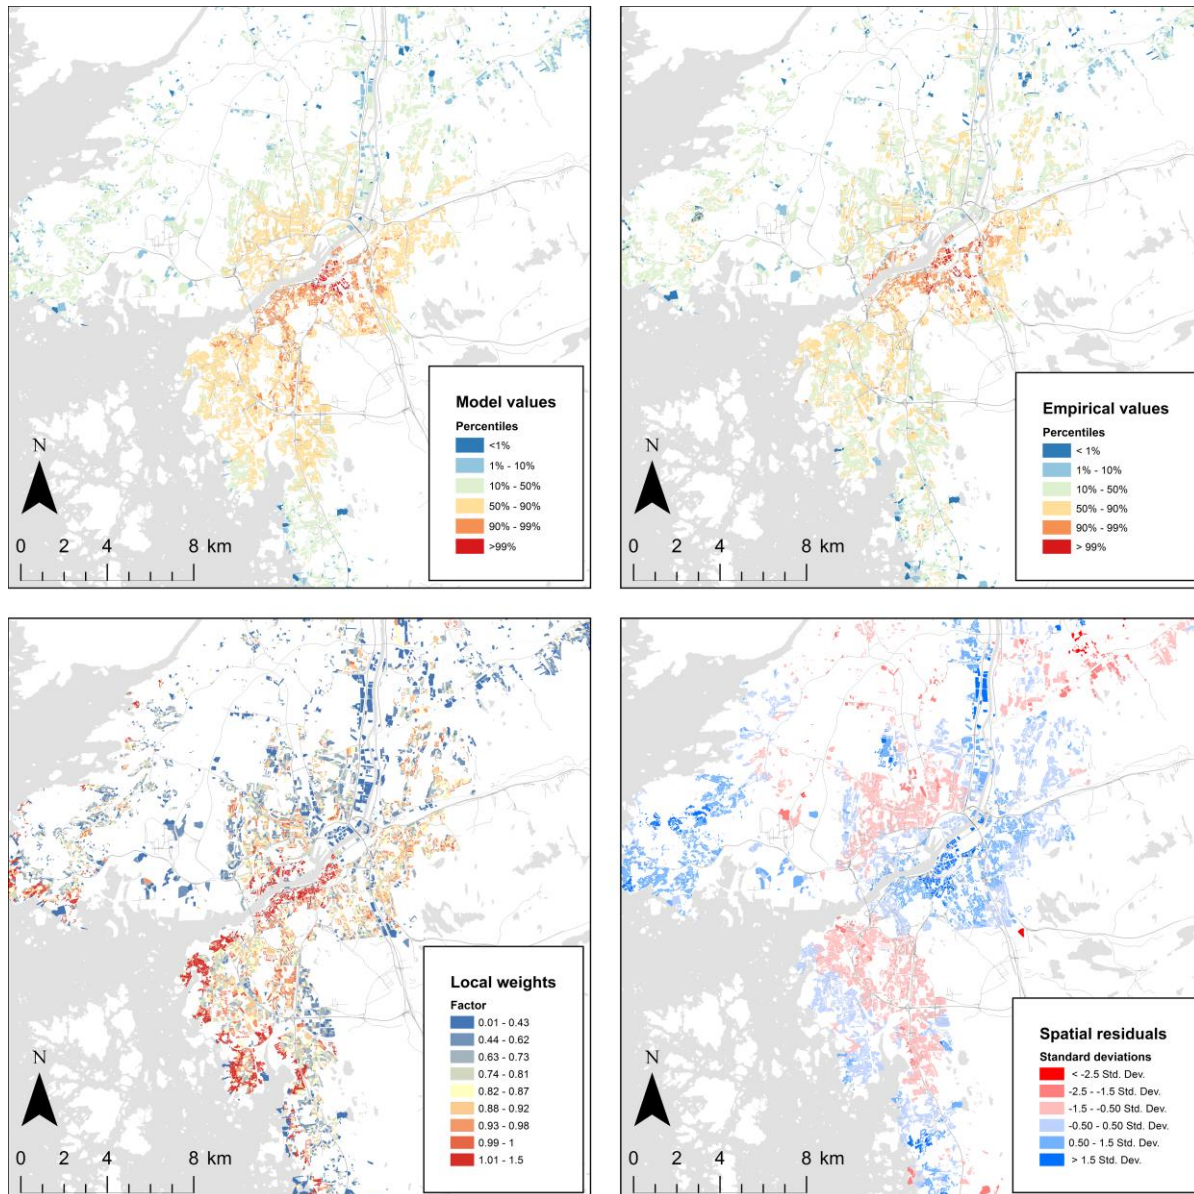 Model values
Percentiles
<1%
1% - 10%
10% - 50%
50% - 90%
90% - 99%
>99%
N
0 2 4 8 km
Empirical values
Percentiles
< 1%
1% - 10%
10% - 50%
50% - 90%
90% - 99%
> 99%
N
0 2 4 8 km
Local weights
Factor
0.01 - 0.43
0.44 - 0.62
0.63 - 0.73
0.74 - 0.81
0.82 - 0.87
0.88 - 0.92
0.93 - 0.98
0.99 - 1
1.01 - 1.5
N
0 2 4 8 km
Spatial residuals
Standard deviations
< -2.5 Std. Dev.
-2.5 - -1.5 Std. Dev.
-1.5 - -0.50 Std. Dev.
-0.50 - 0.50 Std. Dev.
0.50 - 1.5 Std. Dev.
> 1.5 Std. Dev.
N
0 2 4 8 km